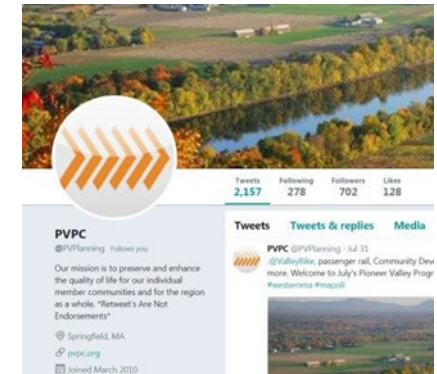 Tweets Following Followers Likes
2,157 278 702 128
PVPC
@PVPlanning Follows you
Our mission is to preserve and enhance
the quality of life for our individual
member communities and for the region
as a whole. *Retweet's Are Not
Endorsements*
Springfield, MA
pvpc.org
Joined March 2010
Tweets Tweets & replies Media
PVPC @PVPlanning · Jul 31
.@ValleyBike, passenger rail, Community Deve
more. Welcome to July's Pioneer Valley Progr
#westernma #mapoli